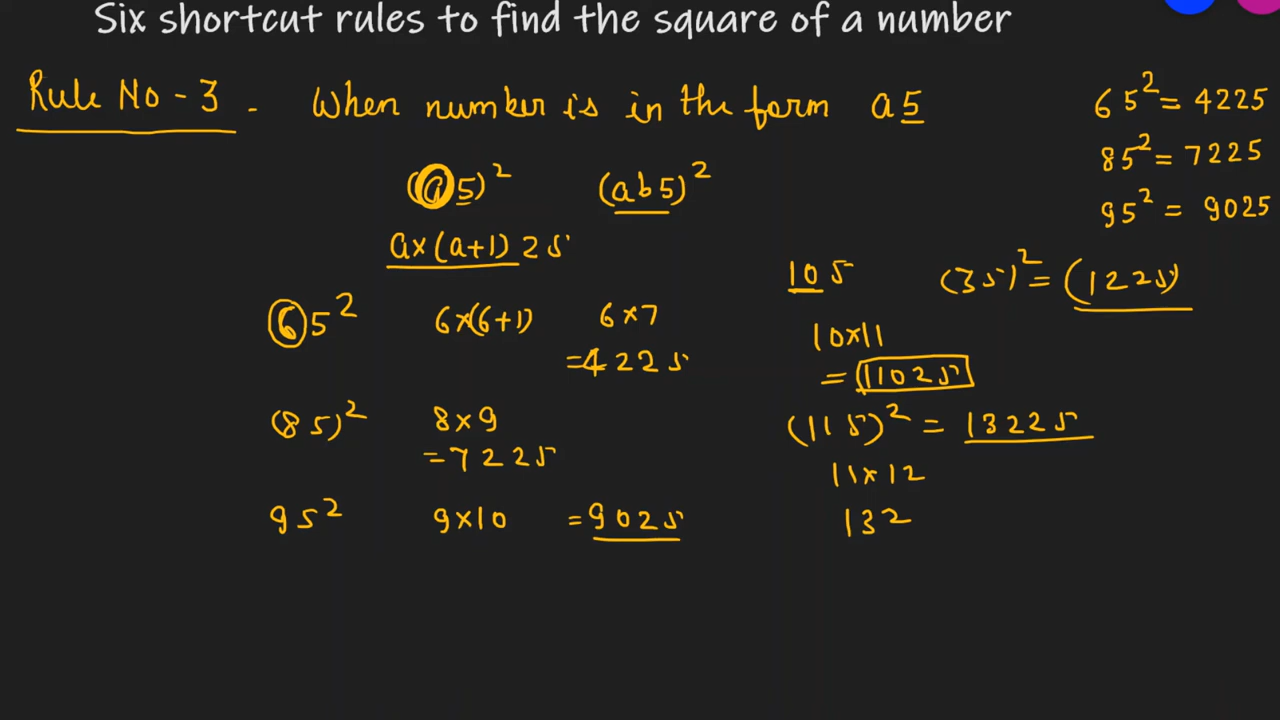 Six shortcut rules to find the square of a number
Rule No - 3 . When number is in the form a5
65² = 4225
85² = 7225
95² = 9025
(a5)² (ab5)²
a×(a+1) 25
105 (35)² = (1225)
65² 6×(6+1) 6×7
=4225
10×11
= 11025
(85)² 8×9
=7225
(115)² = 13225
11×12
132
95² 9×10 =9025